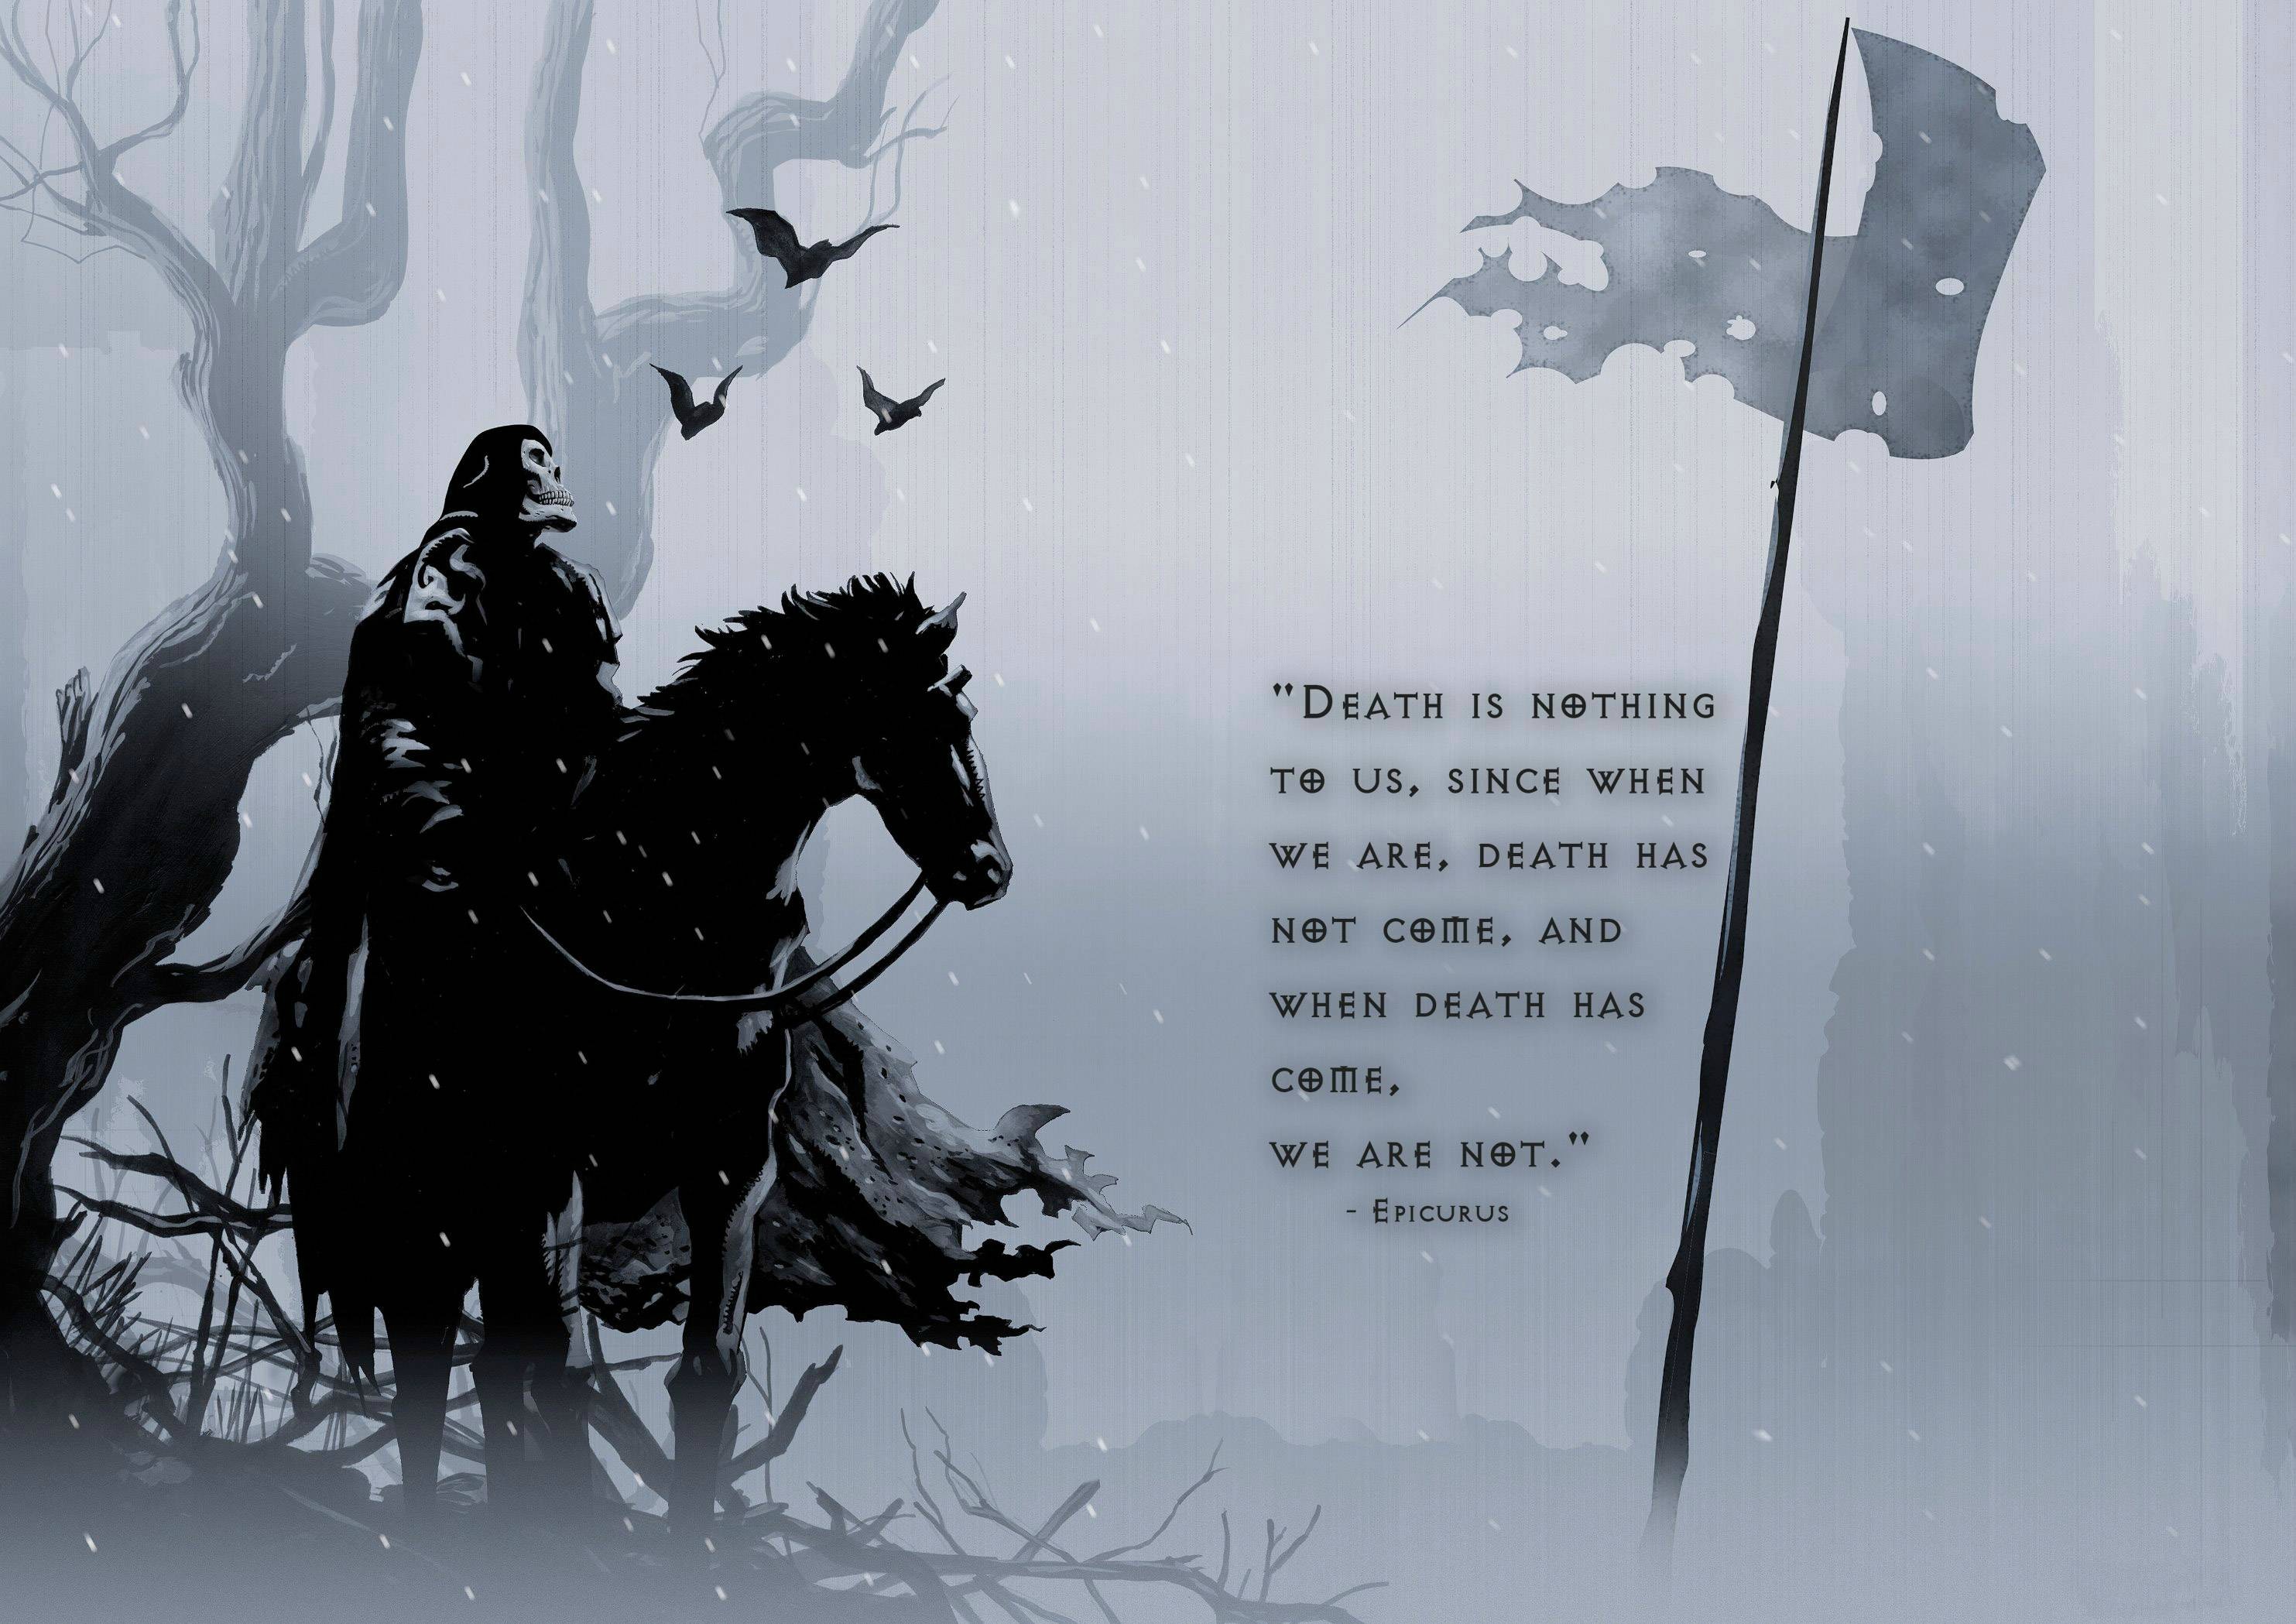 "Death is nothing
to us, since when
we are, death has
not come, and
when death has
come,
we are not."
- Epicurus